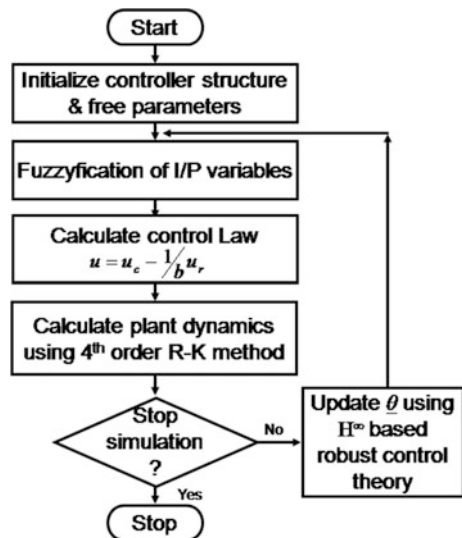 Start
Initialize controller structure
& free parameters
Fuzzyfication of I/P variables
Calculate control Law
u = u_c − 1/b u_r
Calculate plant dynamics
using 4th order R-K method
Stop
simulation
?
No
Update θ using
H∞ based
robust control
theory
Yes
Stop